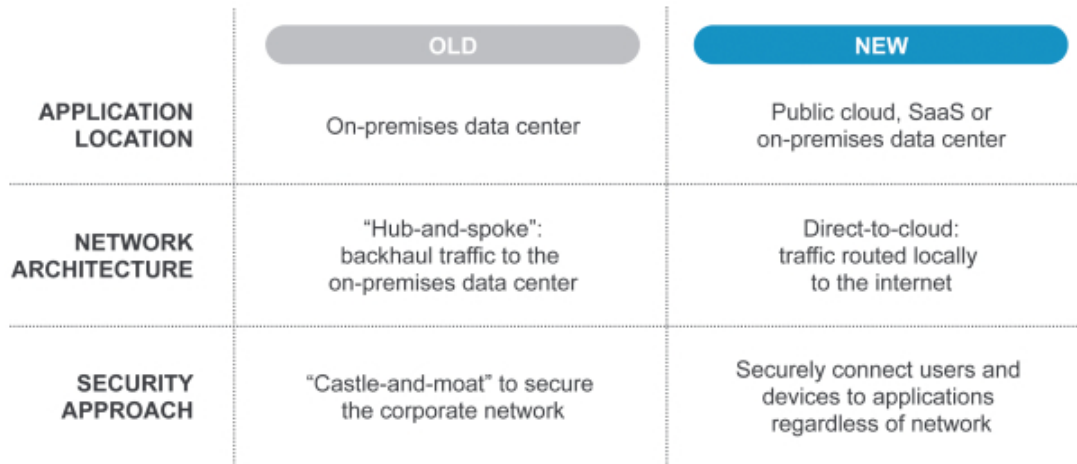 OLD
NEW
APPLICATION
LOCATION
On-premises data center
Public cloud, SaaS or
on-premises data center
NETWORK
ARCHITECTURE
“Hub-and-spoke”:
backhaul traffic to the
on-premises data center
Direct-to-cloud:
traffic routed locally
to the internet
SECURITY
APPROACH
“Castle-and-moat” to secure
the corporate network
Securely connect users and
devices to applications
regardless of network